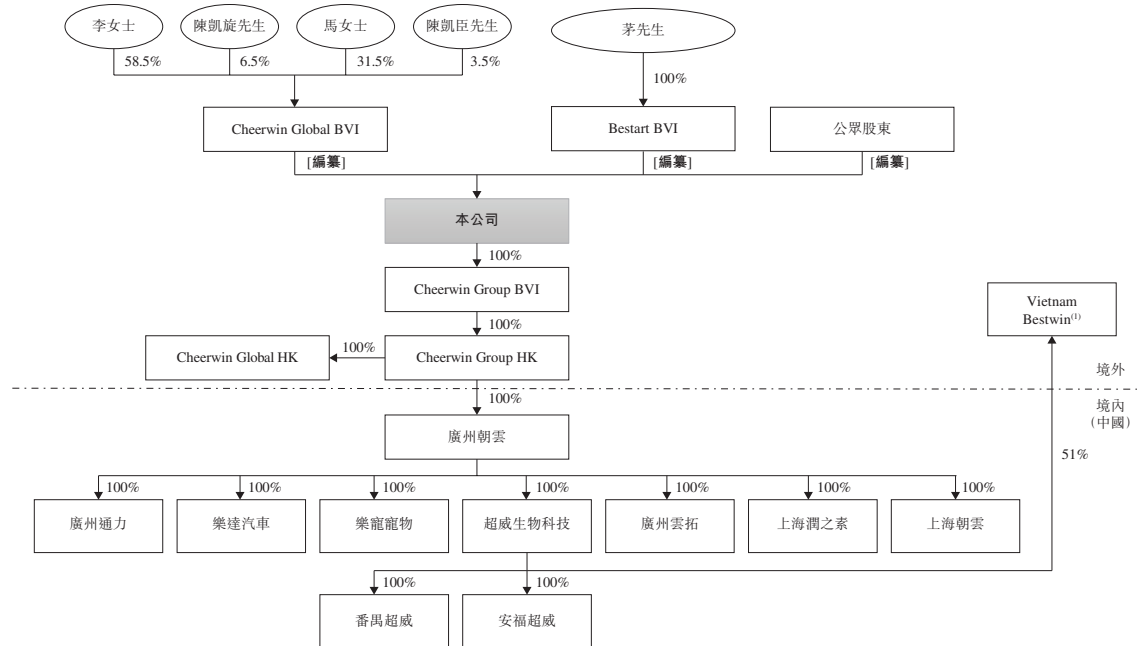 李女士
陳凱旋先生
馬女士
陳凱臣先生
茅先生
58.5%
6.5%
31.5%
3.5%
100%
Cheerwin Global BVI
Bestart BVI
公眾股東
[編纂]
[編纂]
[編纂]
本公司
100%
Cheerwin Group BVI
Vietnam
Bestwin(1)
100%
Cheerwin Global HK
100%
Cheerwin Group HK
境外
100%
境內
(中國)
廣州朝雲
51%
100%
100%
100%
100%
100%
100%
100%
廣州通力
樂達汽車
樂寵寵物
超威生物科技
廣州雲拓
上海潤之素
上海朝雲
100%
100%
番禺超威
安福超威